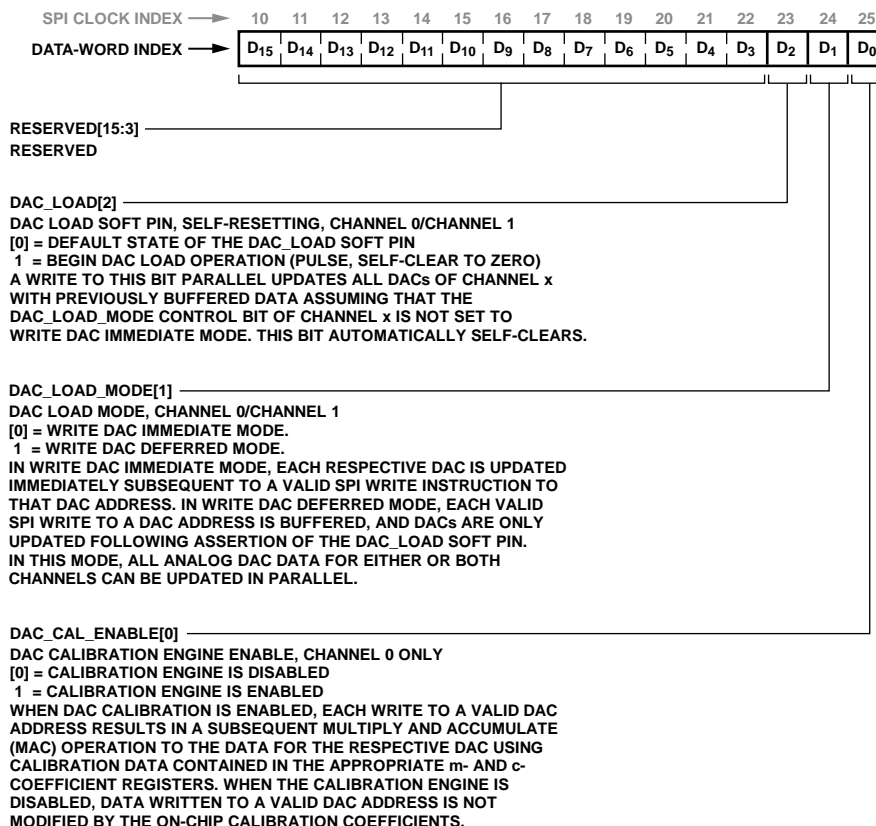 SPI CLOCK INDEX 10 11 12 13 14 15 16 17 18 19 20 21 22 23 24 25
DATA-WORD INDEX D15 D14 D13 D12 D11 D10 D9 D8 D7 D6 D5 D4 D3 D2 D1 D0
RESERVED[15:3]
RESERVED
DAC_LOAD[2]
DAC LOAD SOFT PIN, SELF-RESETTING, CHANNEL 0/CHANNEL 1
[0] = DEFAULT STATE OF THE DAC_LOAD SOFT PIN
1 = BEGIN DAC LOAD OPERATION (PULSE, SELF-CLEAR TO ZERO)
A WRITE TO THIS BIT PARALLEL UPDATES ALL DACs OF CHANNEL x
WITH PREVIOUSLY BUFFERED DATA ASSUMING THAT THE
DAC_LOAD_MODE CONTROL BIT OF CHANNEL x IS NOT SET TO
WRITE DAC IMMEDIATE MODE. THIS BIT AUTOMATICALLY SELF-CLEARS.
DAC_LOAD_MODE[1]
DAC LOAD MODE, CHANNEL 0/CHANNEL 1
[0] = WRITE DAC IMMEDIATE MODE.
1 = WRITE DAC DEFERRED MODE.
IN WRITE DAC IMMEDIATE MODE, EACH RESPECTIVE DAC IS UPDATED
IMMEDIATELY SUBSEQUENT TO A VALID SPI WRITE INSTRUCTION TO
THAT DAC ADDRESS. IN WRITE DAC DEFERRED MODE, EACH VALID
SPI WRITE TO A DAC ADDRESS IS BUFFERED, AND DACs ARE ONLY
UPDATED FOLLOWING ASSERTION OF THE DAC_LOAD SOFT PIN.
IN THIS MODE, ALL ANALOG DAC DATA FOR EITHER OR BOTH
CHANNELS CAN BE UPDATED IN PARALLEL.
DAC_CAL_ENABLE[0]
DAC CALIBRATION ENGINE ENABLE, CHANNEL 0 ONLY
[0] = CALIBRATION ENGINE IS DISABLED
1 = CALIBRATION ENGINE IS ENABLED
WHEN DAC CALIBRATION IS ENABLED, EACH WRITE TO A VALID DAC
ADDRESS RESULTS IN A SUBSEQUENT MULTIPLY AND ACCUMULATE
(MAC) OPERATION TO THE DATA FOR THE RESPECTIVE DAC USING
CALIBRATION DATA CONTAINED IN THE APPROPRIATE m- AND c-
COEFFICIENT REGISTERS. WHEN THE CALIBRATION ENGINE IS
DISABLED, DATA WRITTEN TO A VALID DAC ADDRESS IS NOT
MODIFIED BY THE ON-CHIP CALIBRATION COEFFICIENTS.